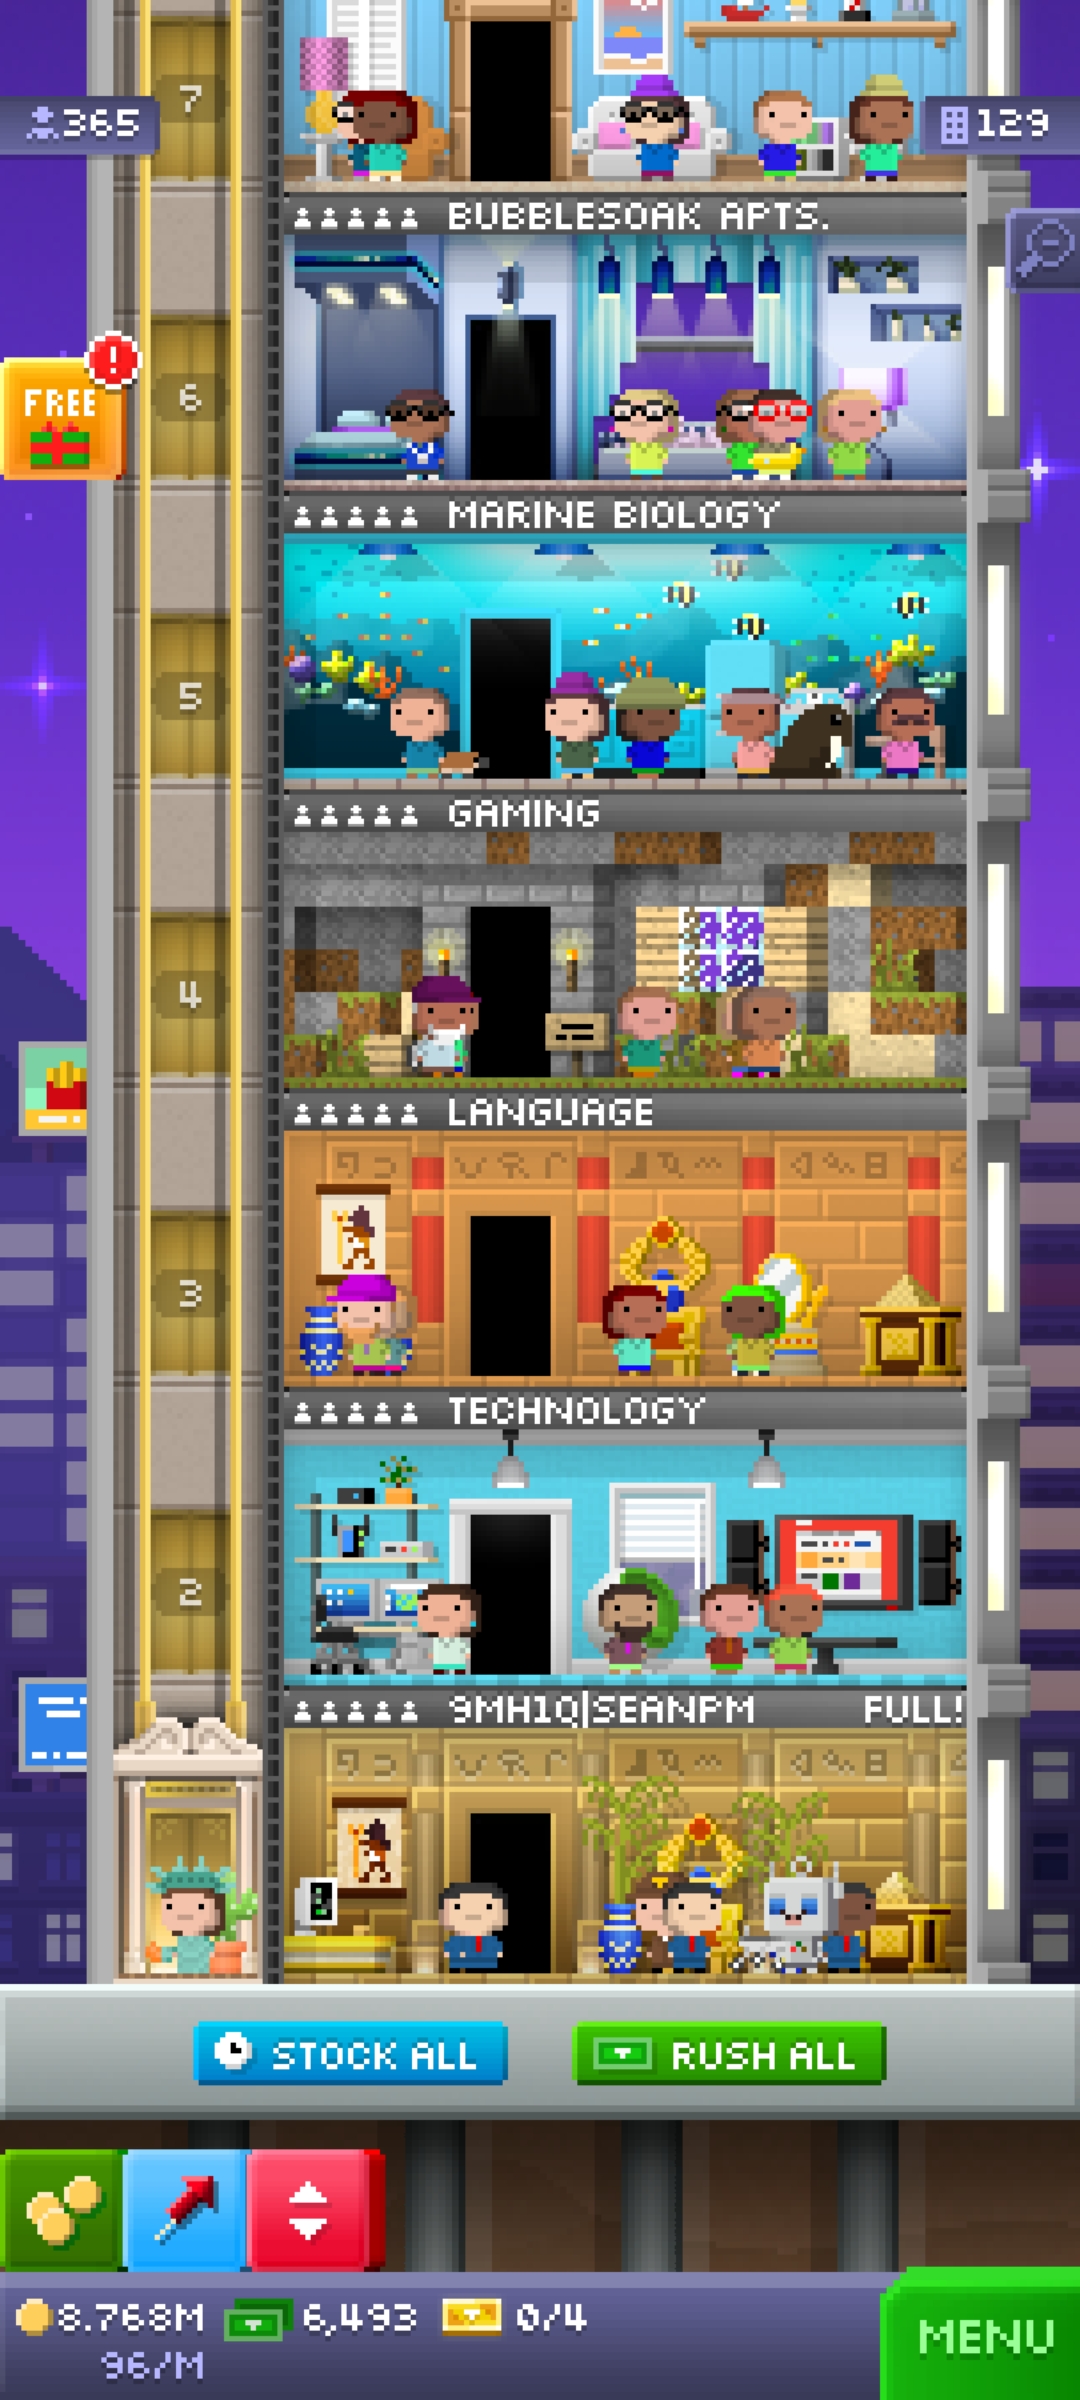 7
365
129
BUBBLESOAK APTS.
FREE
!
6
MARINE BIOLOGY
5
GAMING
4
LANGUAGE
3
TECHNOLOGY
2
9MH1Q|SEANPM FULL!
STOCK ALL
RUSH ALL
8.768M 6,493 0/4
96/M
MENU